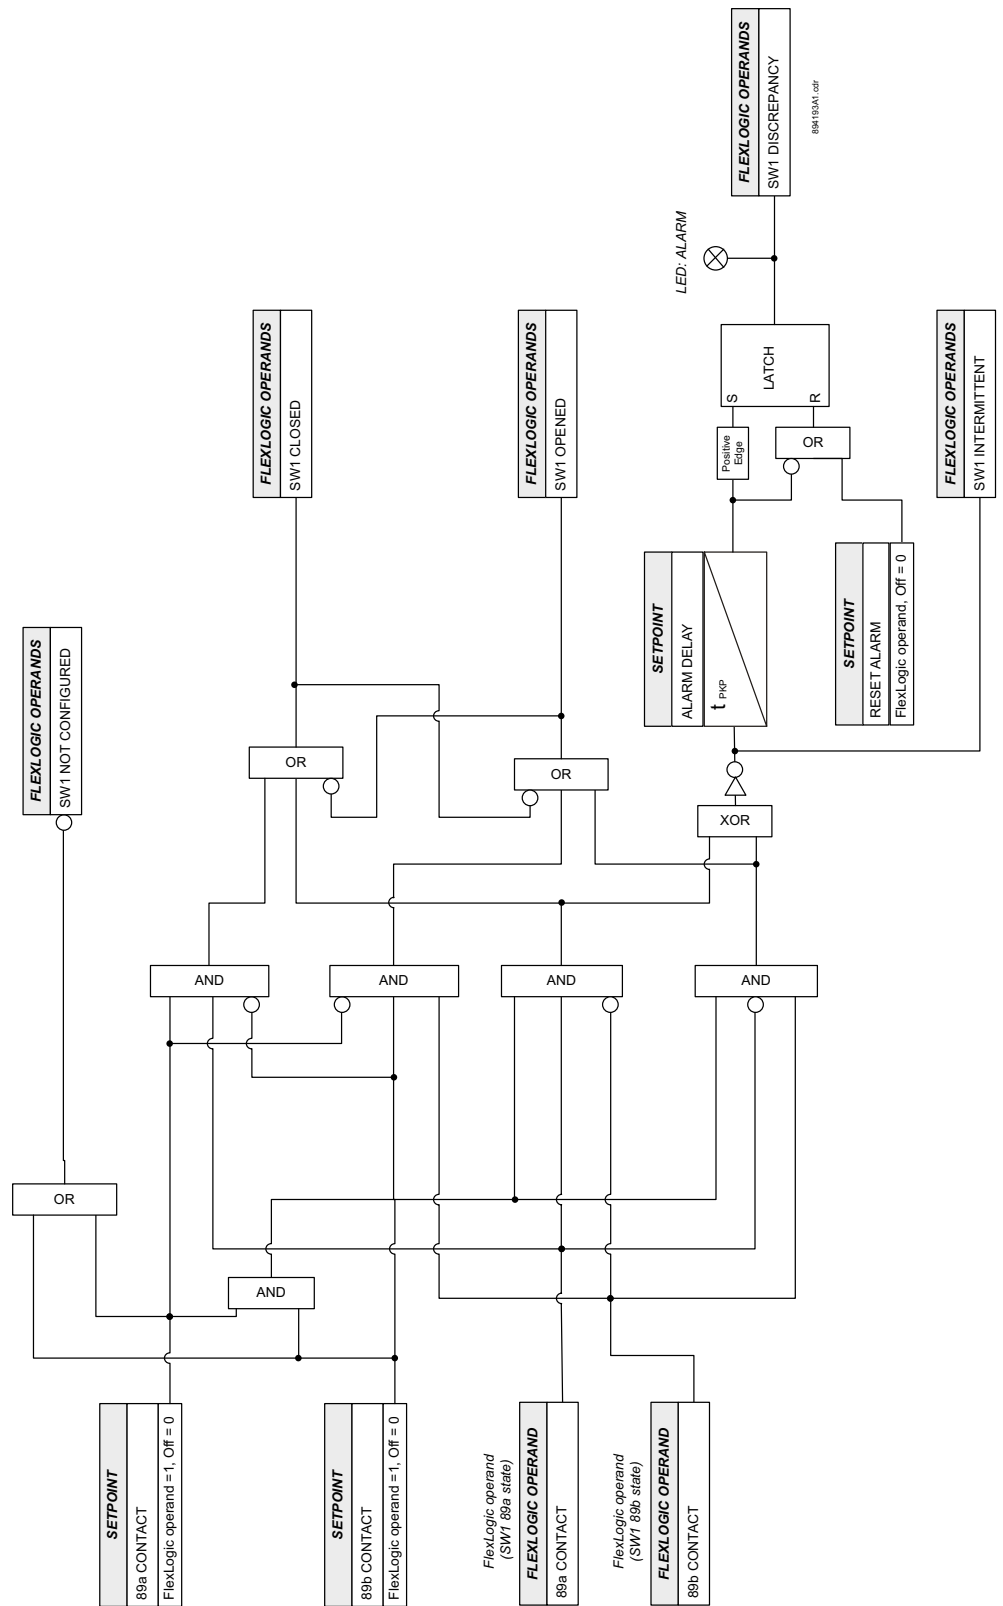 FLEXLOGIC OPERANDS
SW1 DISCREPANCY
894193A1.cdr
LED: ALARM
FLEXLOGIC OPERANDS
SW1 CLOSED
FLEXLOGIC OPERANDS
SW1 OPENED
FLEXLOGIC OPERANDS
SW1 INTERMITTENT
LATCH
S
R
Positive
Edge
OR
SETPOINT
ALARM DELAY
t PKP
SETPOINT
RESET ALARM
FlexLogic operand, Off = 0
FLEXLOGIC OPERANDS
SW1 NOT CONFIGURED
OR
OR
XOR
AND
AND
AND
AND
OR
AND
SETPOINT
89a CONTACT
FlexLogic operand = 1, Off = 0
SETPOINT
89b CONTACT
FlexLogic operand = 1, Off = 0
FlexLogic operand
(SW1 89a state)
FLEXLOGIC OPERAND
89a CONTACT
FlexLogic operand
(SW1 89b state)
FLEXLOGIC OPERAND
89b CONTACT